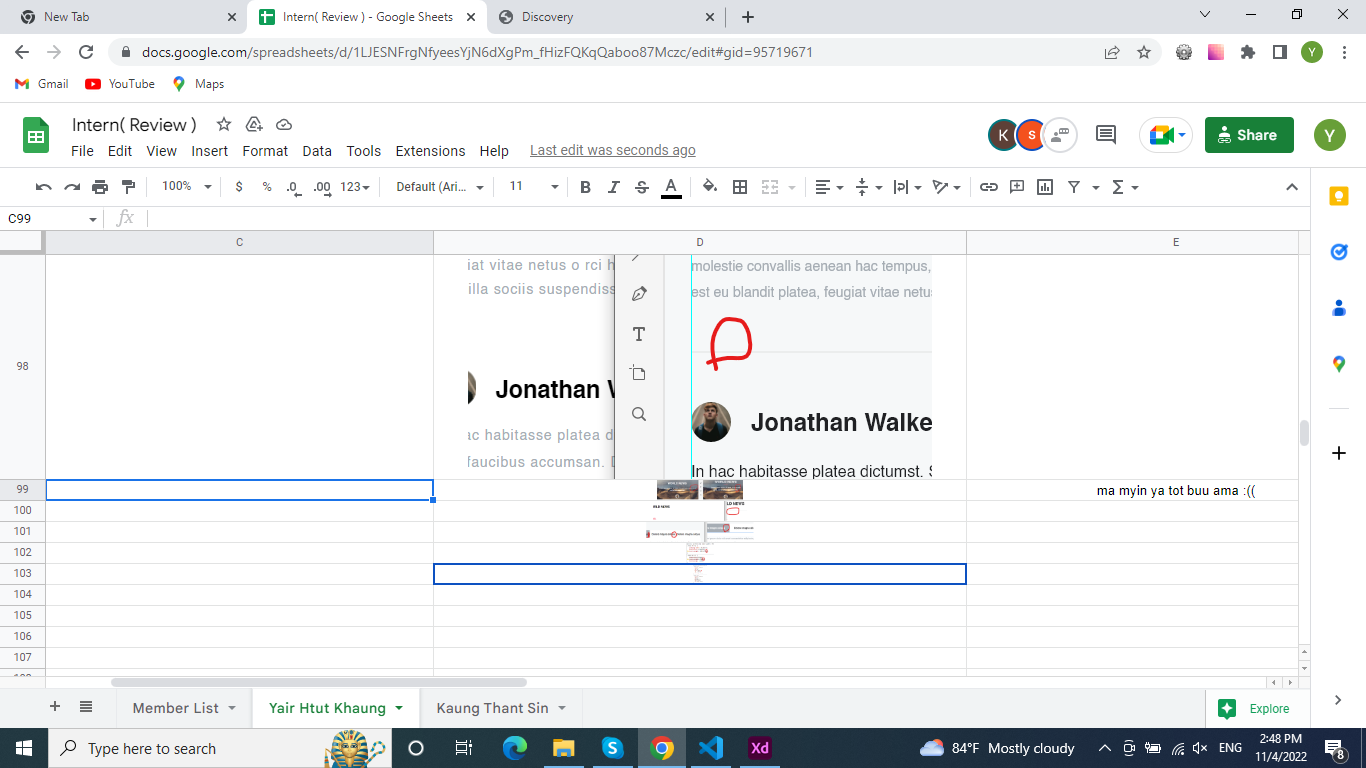 New Tab
Intern( Review ) - Google Sheets
Discovery
docs.google.com/spreadsheets/d/1LJESNFrgNfyeesYjN6dXgPm_fHizFQKqQaboo87Mczc/edit#gid=95719671
Y
Gmail
YouTube
Maps
Intern( Review )
K
S
Share
Y
File Edit View Insert Format Data Tools Extensions Help
Last edit was seconds ago
100%
$ % .0 .00 123
Default (Ari...
11
B I S A
C99
fx
C D E
iat vitae netus o rci h
illa sociis suspendiss
molestie convallis aenean hac tempus,
est eu blandit platea, feugiat vitae netus
T
98
Jonathan W
Jonathan Walke
ac habitasse platea d
faucibus accumsan. D
In hac habitasse platea dictumst. S
99
ma myin ya tot buu ama :((
100
101
102
103
104
105
106
107
108
Member List
Yair Htut Khaung
Kaung Thant Sin
Explore
Type here to search
Xd
84°F Mostly cloudy
ENG
2:48 PM
11/4/2022
8